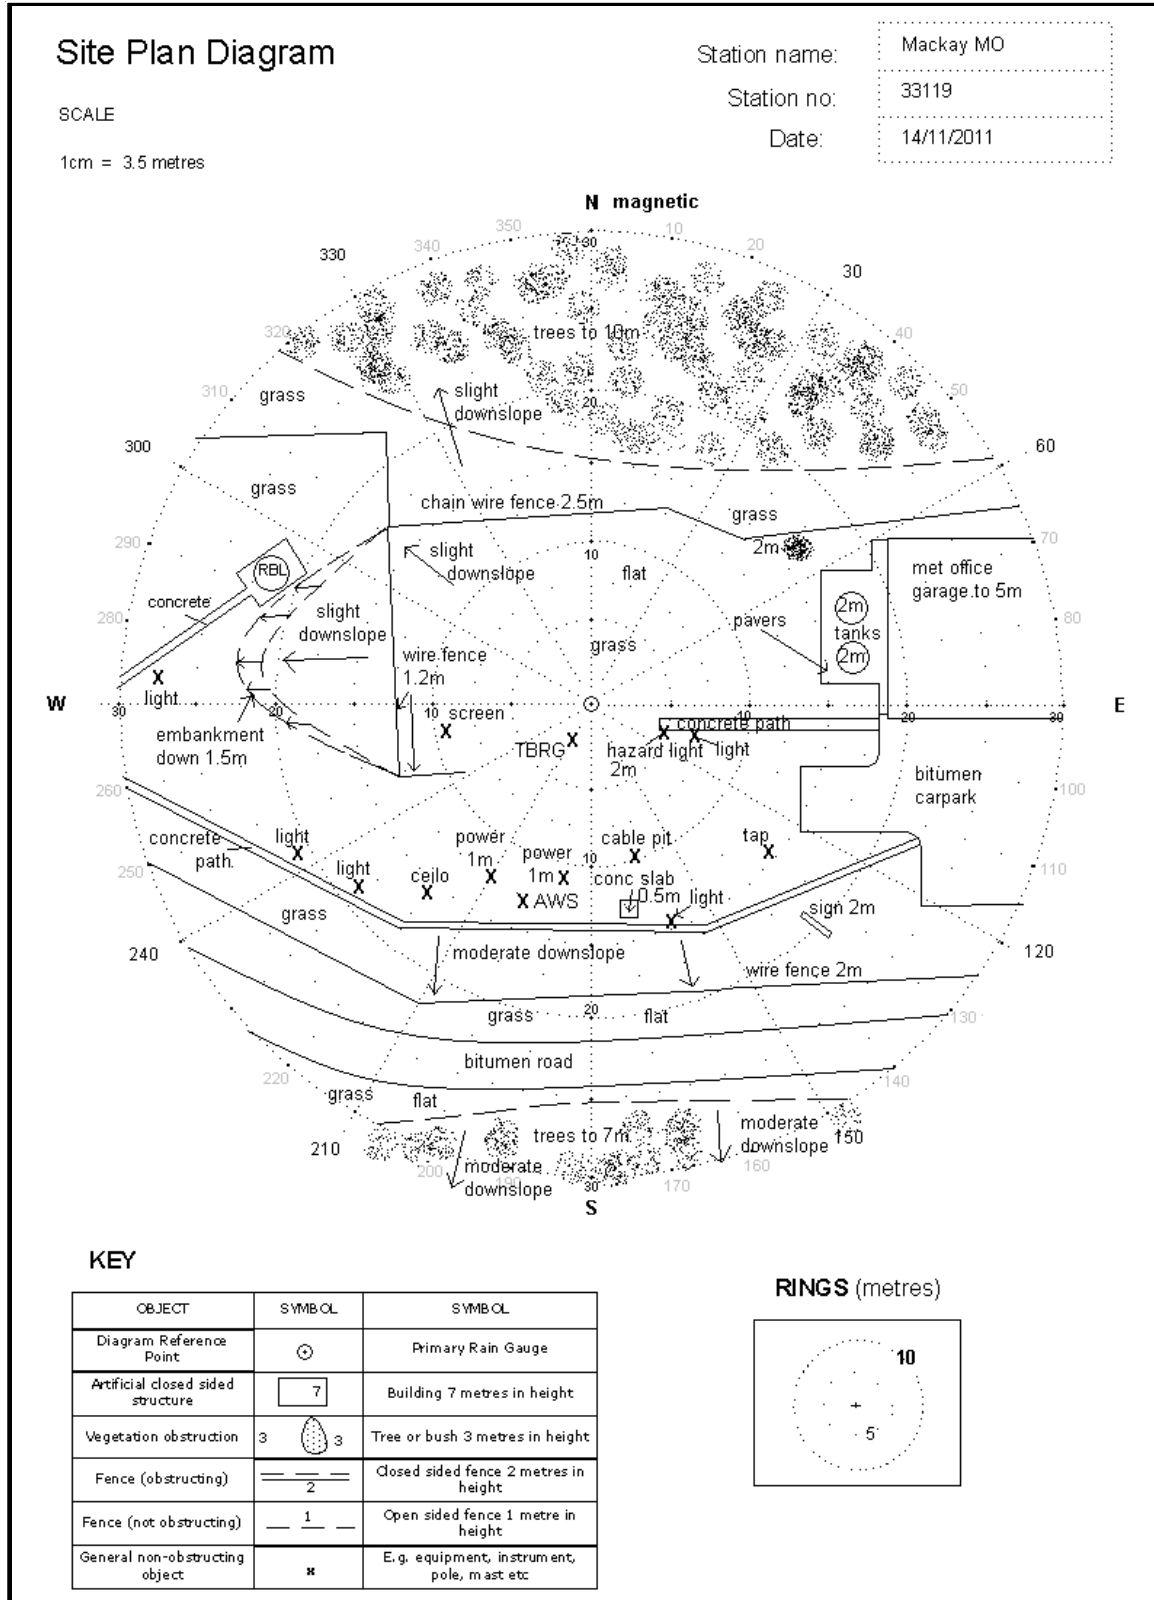 Site Plan Diagram
Station name: Mackay MO
Station no: 33119
Date: 14/11/2011
SCALE
1cm = 3.5 metres
N magnetic
350
10
340
20
330
30
30
320
40
trees to 10m
310
50
slight
downslope
grass
20
300
60
grass
chain wire fence 2.5m
grass
290
70
2m
10
slight
downslope
flat
RBL
met office
garage to 5m
concrete
280
80
slight
downslope
2m
tanks
2m
pavers
grass
wire fence
1.2m
W
E
30
20
10
10
20
30
light
screen
concrete path
TBRG
hazard light
2m
light
embankment
down 1.5m
bitumen
carpark
260
100
concrete
path
light
light
ceilo
power
1m
power
1m
cable pit
tap
10
110
250
AWS
conc slab
0.5m
light
grass
sign 2m
240
120
moderate downslope
wire fence 2m
20
grass
flat
130
bitumen road
220
140
grass
flat
210
150
trees to 7m
moderate
downslope
200
moderate
downslope
160
190
170
30
S
KEY
OBJECT SYMBOL SYMBOL
Diagram Reference
Point
Primary Rain Gauge
Artificial closed sided
structure
7
Building 7 metres in height
Vegetation obstruction
3 3
Tree or bush 3 metres in height
Fence (obstructing)
2
Closed sided fence 2 metres in
height
Fence (not obstructing)
1
Open sided fence 1 metre in
height
General non-obstructing
object
x
E.g. equipment, instrument,
pole, mast etc
RINGS (metres)
10
5